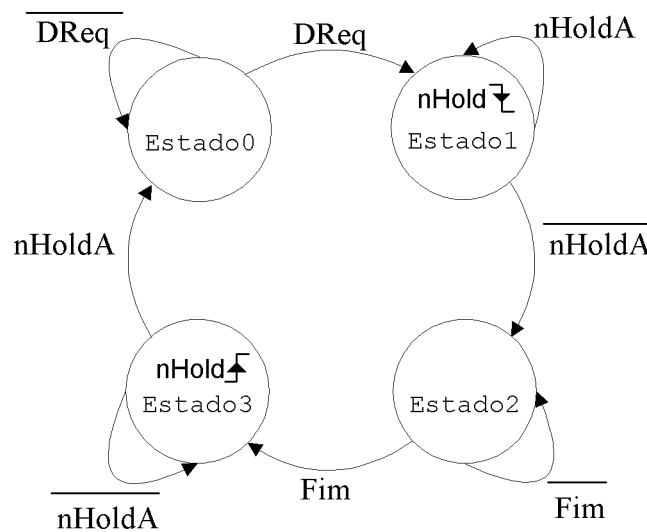 DReq
DReq
nHoldA
nHold
Estado0
Estado1
nHoldA
nHoldA
nHold
Estado3
Estado2
Fim
nHoldA
Fim